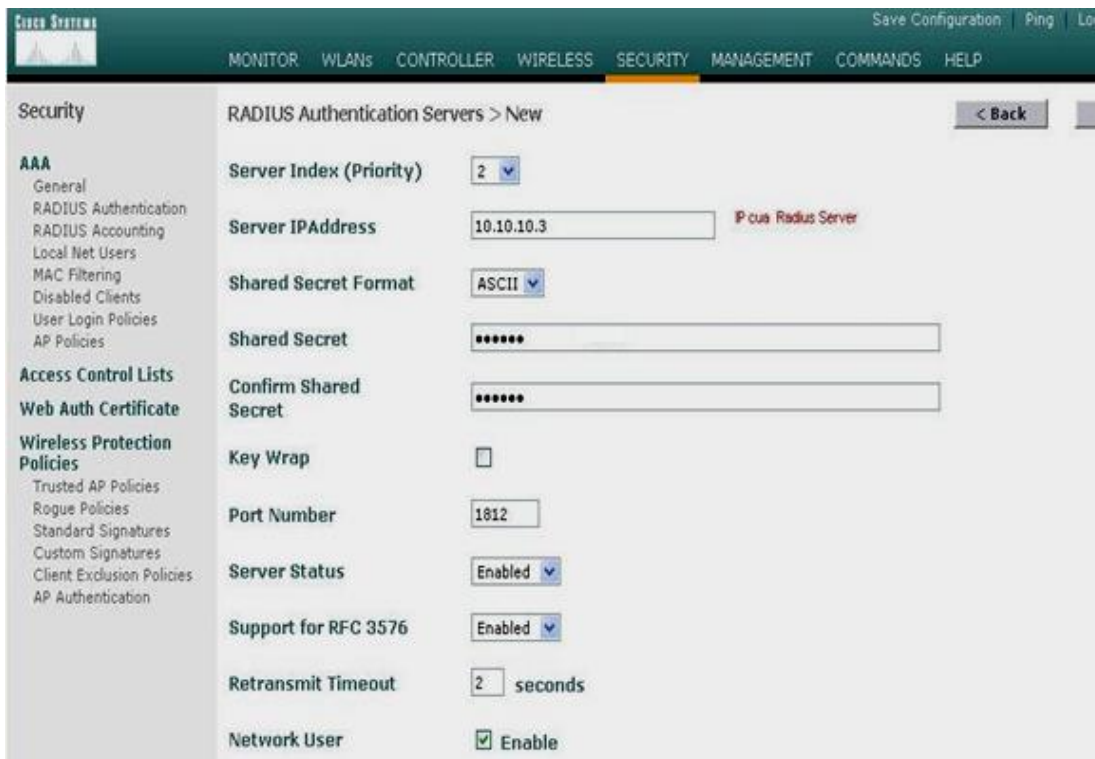 CISCO SYSTEMS
Save Configuration | Ping | Lo
MONITOR WLANs CONTROLLER WIRELESS SECURITY MANAGEMENT COMMANDS HELP
Security
AAA
General
RADIUS Authentication
RADIUS Accounting
Local Net Users
MAC Filtering
Disabled Clients
User Login Policies
AP Policies
Access Control Lists
Web Auth Certificate
Wireless Protection
Policies
Trusted AP Policies
Rogue Policies
Standard Signatures
Custom Signatures
Client Exclusion Policies
AP Authentication
RADIUS Authentication Servers > New
< Back
Server Index (Priority) 2
Server IPAddress 10.10.10.3 IP cua Radius Server
Shared Secret Format ASCII
Shared Secret ••••••
Confirm Shared
Secret ••••••
Key Wrap
Port Number 1812
Server Status Enabled
Support for RFC 3576 Enabled
Retransmit Timeout 2 seconds
Network User Enable